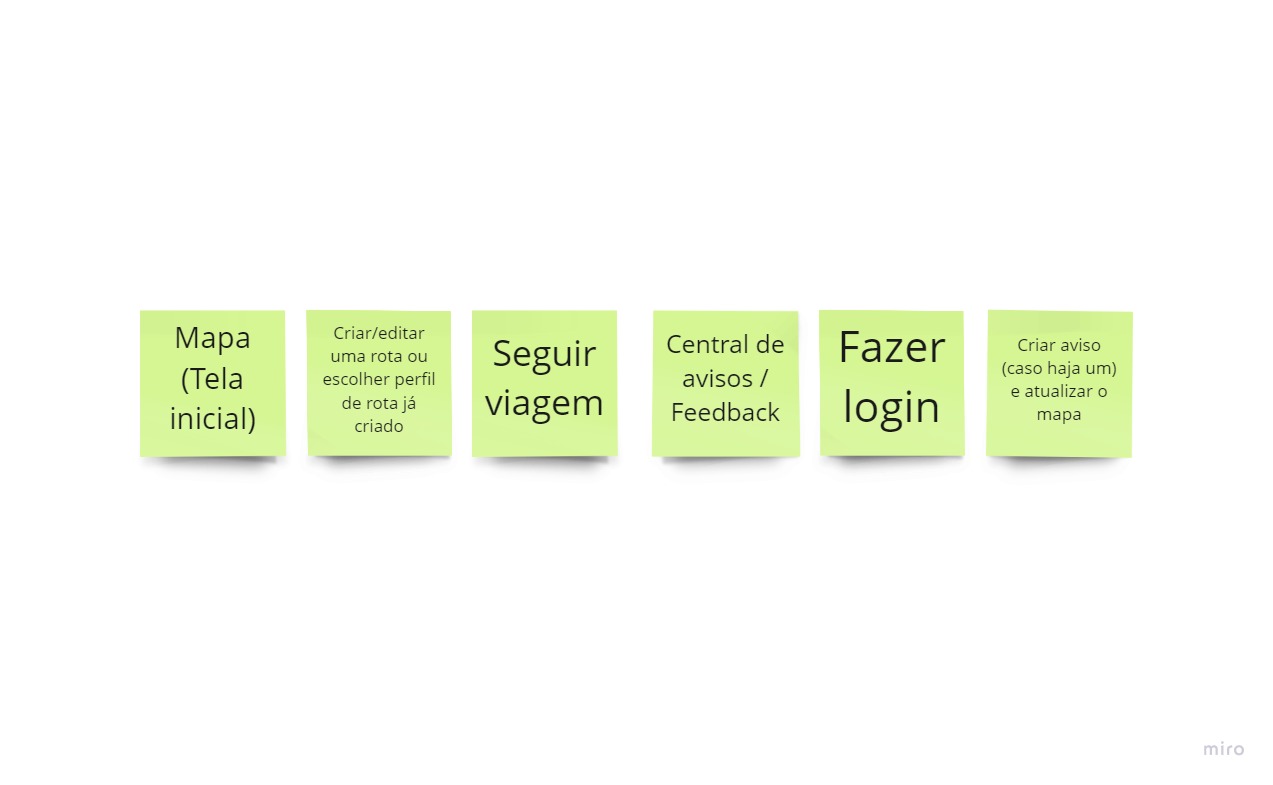 Mapa
(Tela
inicial)
Criar/editar
uma rota ou
escolher perfil
de rota já
criado
Seguir
viagem
Central de
avisos /
Feedback
Fazer
login
Criar aviso
(caso haja um)
e atualizar o
mapa
miro